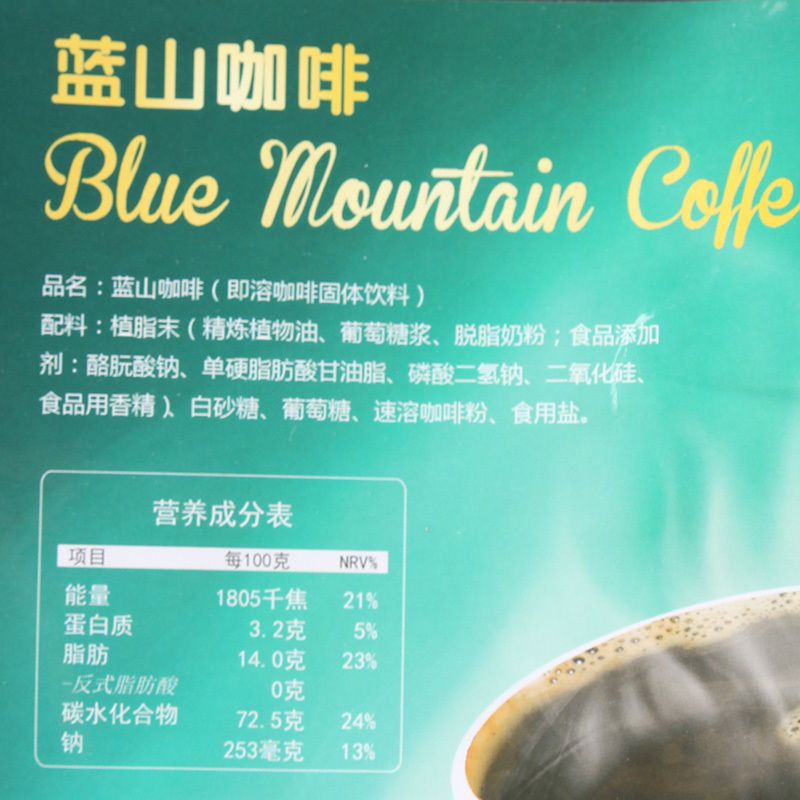 蓝山咖啡
Blue Mountain Coffe
品名：蓝山咖啡（即溶咖啡固体饮料）
配料：植脂末（精炼植物油、葡萄糖浆、脱脂奶粉；食品添加
剂：酪朊酸钠、单硬脂肪酸甘油脂、磷酸二氢钠、二氧化硅、
食品用香精）、白砂糖、葡萄糖、速溶咖啡粉、食用盐。
营养成分表
项目 每100克 NRV%
能量 1805千焦 21%
蛋白质 3.2克 5%
脂肪 14.0克 23%
-反式脂肪酸 0克
碳水化合物 72.5克 24%
钠 253毫克 13%